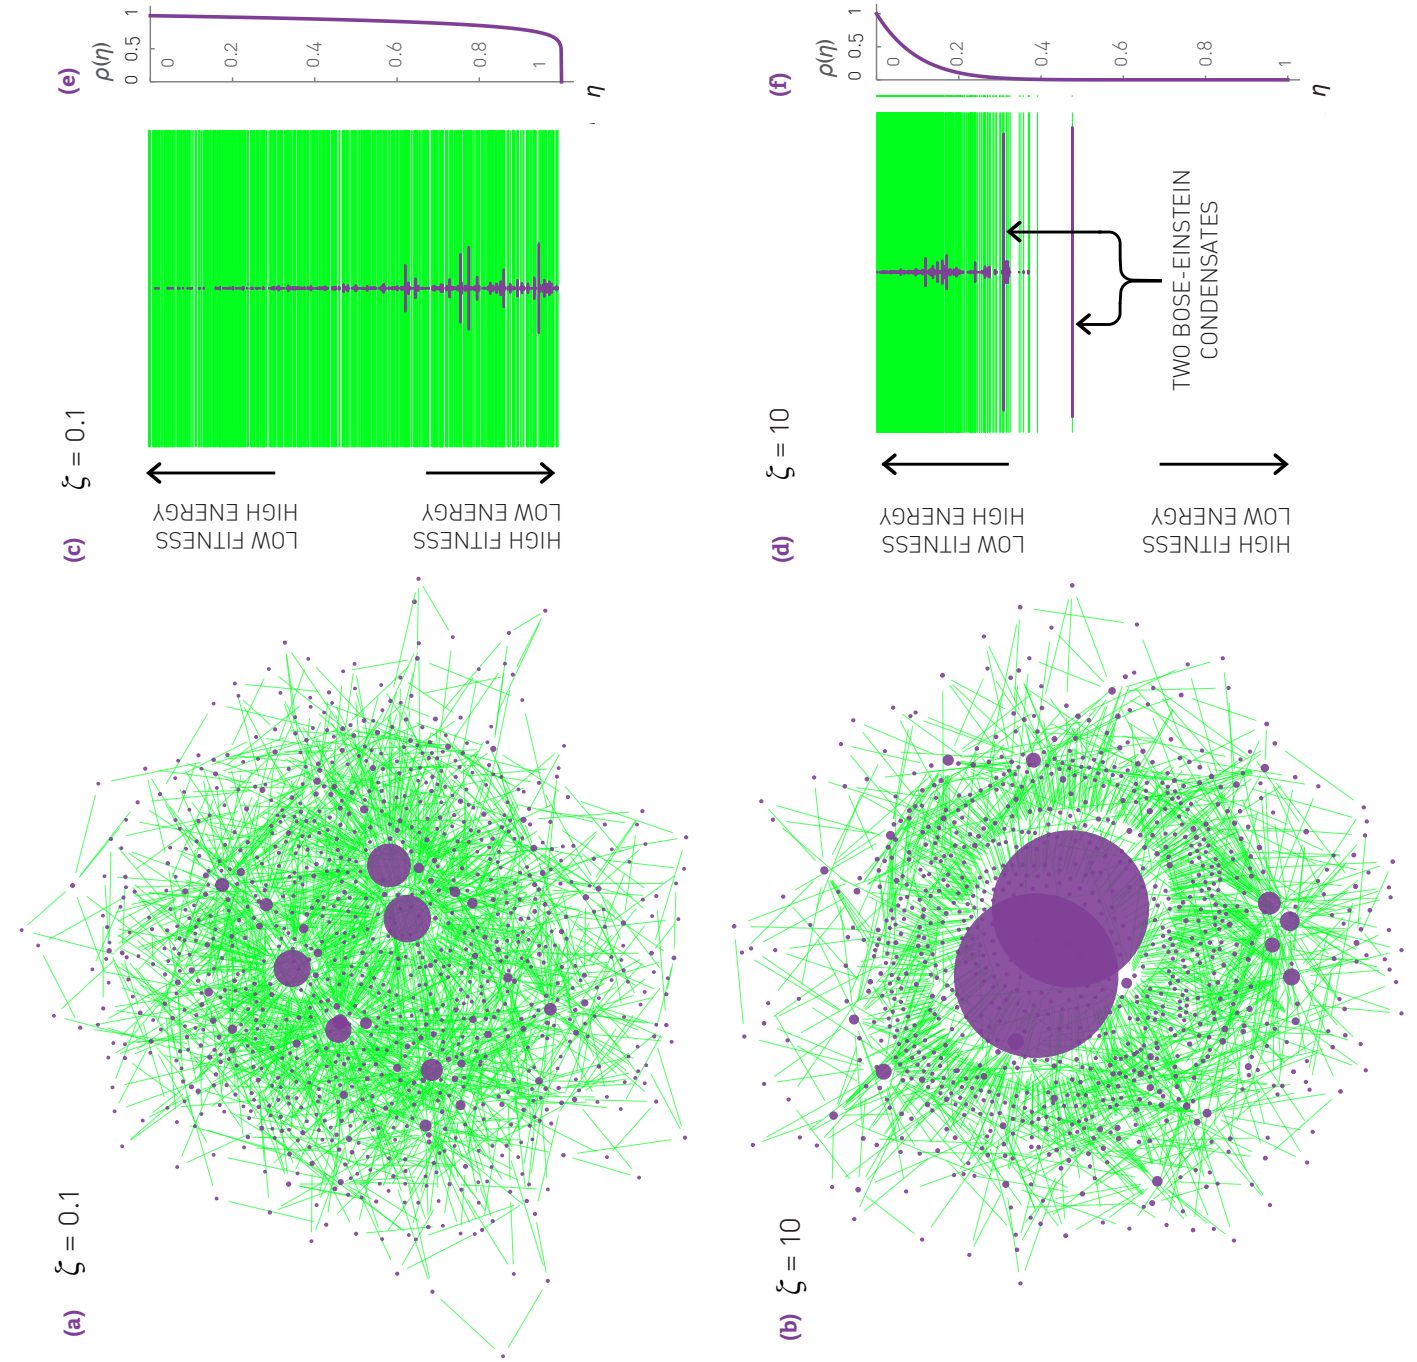 (a)
ζ = 0.1
(c)
ζ = 0.1
LOW FITNESS
HIGH ENERGY
HIGH FITNESS
LOW ENERGY
(e)
ρ(η)
0 0.5 1
0
0.2
0.4
0.6
0.8
1
η
(b)
ζ = 10
(d)
ζ = 10
LOW FITNESS
HIGH ENERGY
HIGH FITNESS
LOW ENERGY
TWO BOSE-EINSTEIN
CONDENSATES
(f)
ρ(η)
0 0.5 1
0
0.2
0.4
0.6
0.8
1
η